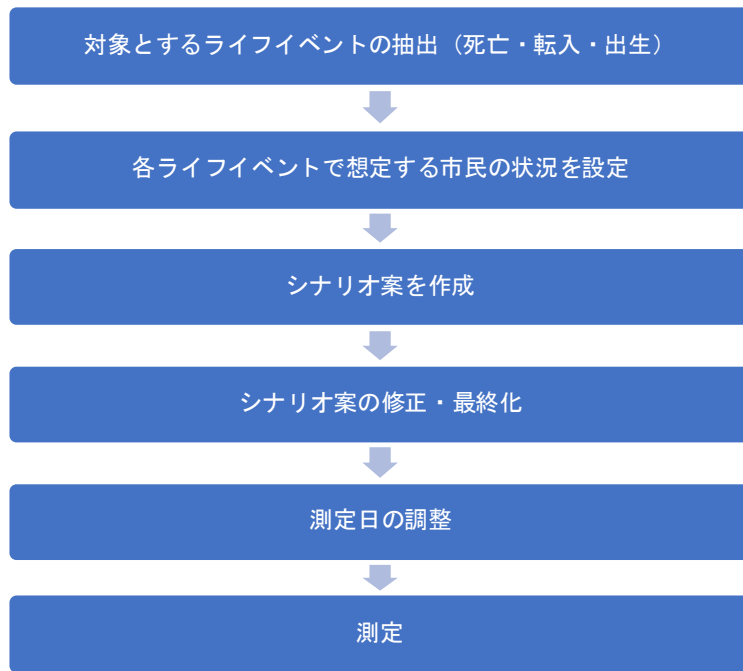 対象とするライフイベントの抽出（死亡・転入・出生）
各ライフイベントで想定する市民の状況を設定
シナリオ案を作成
シナリオ案の修正・最終化
測定日の調整
測定